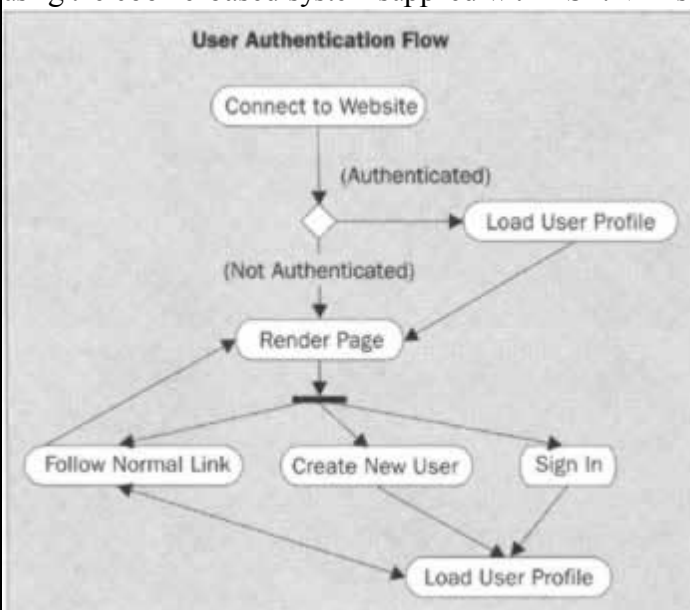 User Authentication Flow
Connect to Website
(Authenticated)
Load User Profile
(Not Authenticated)
Render Page
Follow Normal Link
Create New User
Sign In
Load User Profile